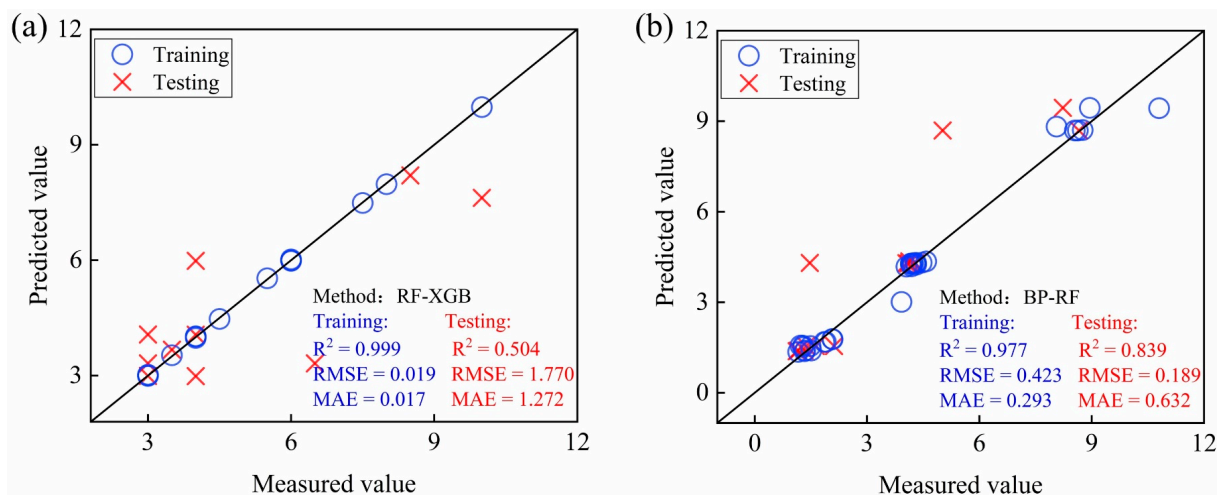 (a)
12
9
6
3
3
6
9
12
Predicted value
Measured value
Training
Testing
Method：RF-XGB
Training: Testing:
R² = 0.999 R² = 0.504
RMSE = 0.019 RMSE = 1.770
MAE = 0.017 MAE = 1.272
(b)
12
9
6
3
0
0
3
6
9
12
Predicted value
Measured value
Training
Testing
Method：BP-RF
Training: Testing:
R² = 0.977 R² = 0.839
RMSE = 0.423 RMSE = 0.189
MAE = 0.293 MAE = 0.632